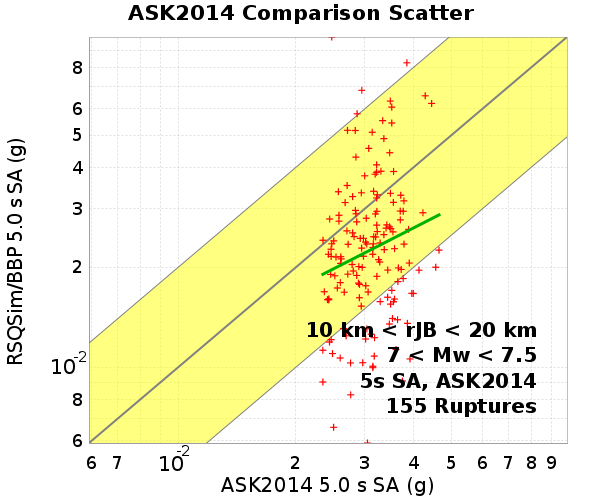 ASK2014 Comparison Scatter
RSQSim/BBP 5.0 s SA (g)
8
6
5
4
3
2
10-2
8
6
10 km < rJB < 20 km
7 < Mw < 7.5
5s SA, ASK2014
155 Ruptures
6 7 10-2 2 3 4 5 6 7 8 9
ASK2014 5.0 s SA (g)